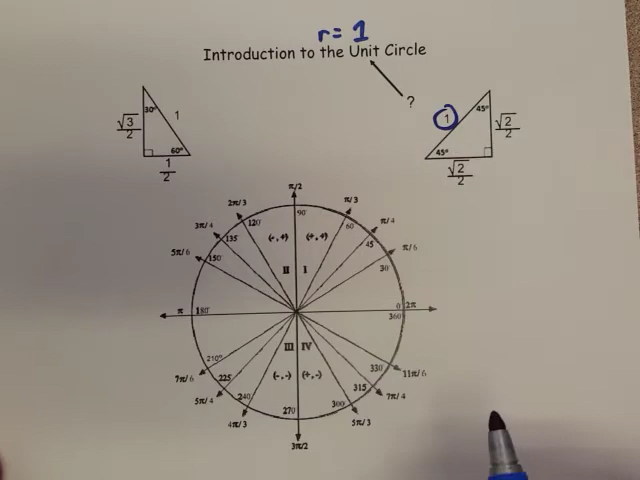 r= 1
Introduction to the Unit Circle
?
30°
1
√3/2
60°
1/2
1
45°
√2/2
45°
√2/2
π/2
2π/3
π/3
90°
3π/4
120°
60
π/4
135
(-,+)
(+,+)
45
5π/6
150
30
π/6
II
I
π
180
0
2π
360
III
IV
210°
330
11π/6
7π/6
225
(-,-)
(+,-)
315
7π/4
5π/4
240
300
4π/3
270
5π/3
3π/2